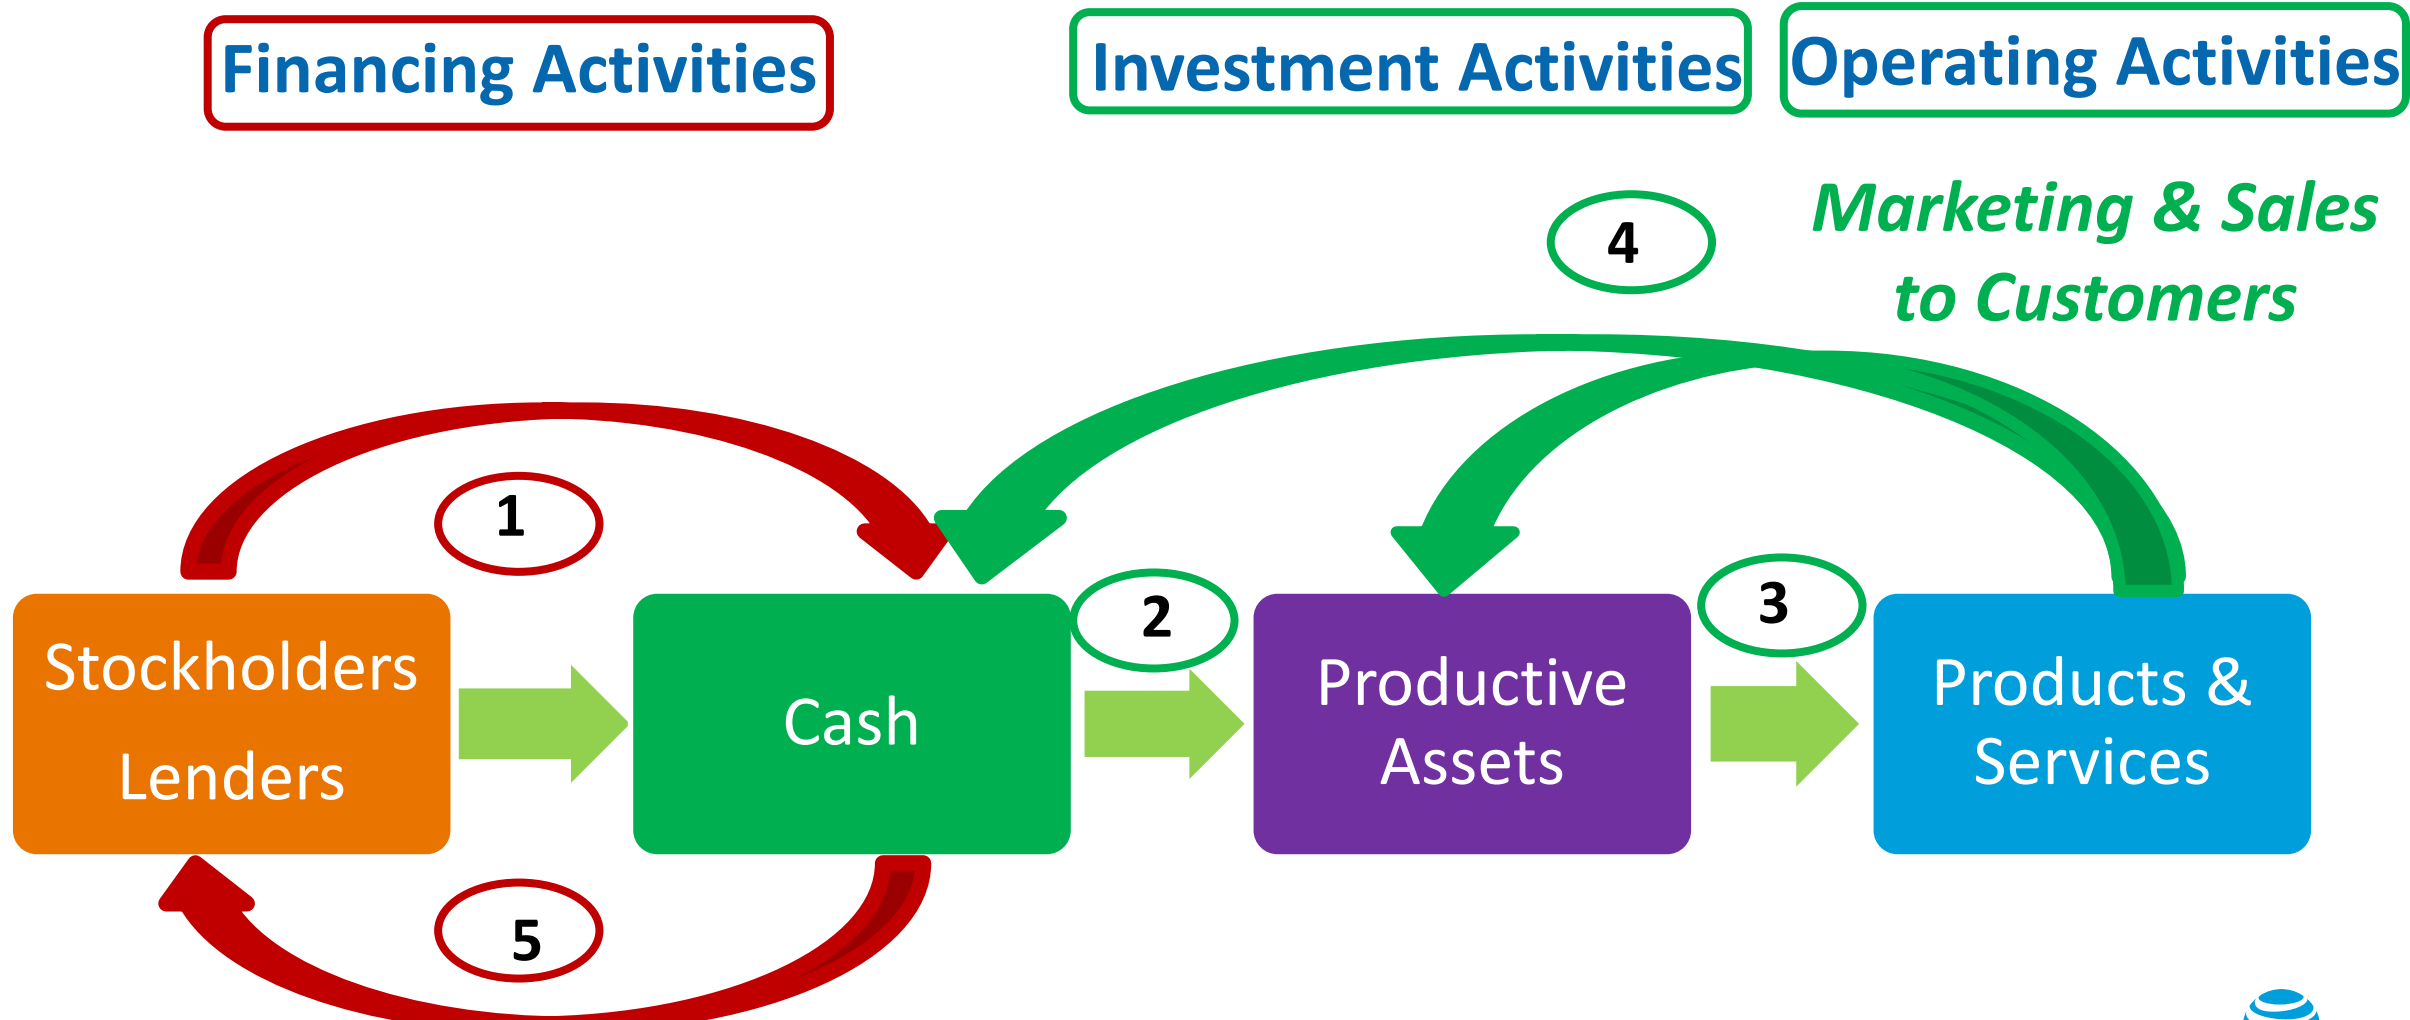 Financing Activities
Investment Activities
Operating Activities
4
Marketing & Sales
to Customers
1
2
3
Stockholders
Lenders
Cash
Productive
Assets
Products &
Services
5